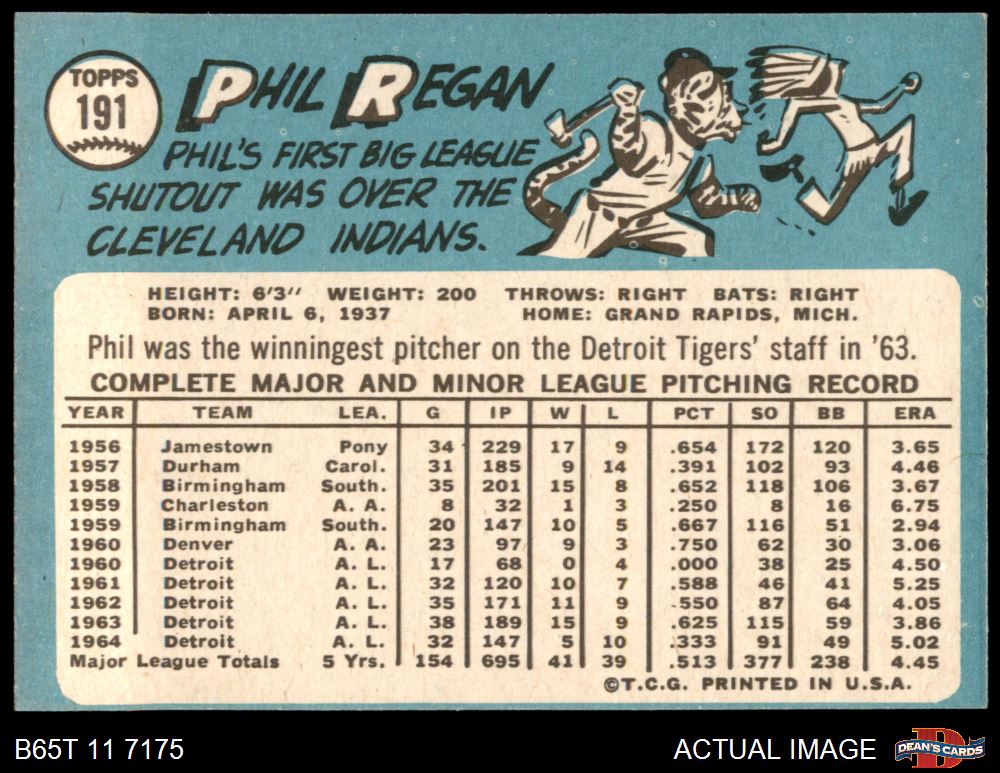 TOPPS
191
PHIL REGAN
PHIL'S FIRST BIG LEAGUE
SHUTOUT WAS OVER THE
CLEVELAND INDIANS.
HEIGHT: 6'3" WEIGHT: 200 THROWS: RIGHT BATS: RIGHT
BORN: APRIL 6, 1937 HOME: GRAND RAPIDS, MICH.
Phil was the winningest pitcher on the Detroit Tigers' staff in '63.
COMPLETE MAJOR AND MINOR LEAGUE PITCHING RECORD
YEAR TEAM LEA. G IP W L PCT SO BB ERA
1956 Jamestown Pony 34 229 17 9 .654 172 120 3.65
1957 Durham Carol. 31 185 9 14 .391 102 93 4.46
1958 Birmingham South. 35 201 15 8 .652 118 106 3.67
1959 Charleston A. A. 8 32 1 3 .250 8 16 6.75
1959 Birmingham South. 20 147 10 5 .667 116 51 2.94
1960 Denver A. A. 23 97 9 3 .750 62 30 3.06
1960 Detroit A. L. 17 68 0 4 .000 38 25 4.50
1961 Detroit A. L. 32 120 10 7 .588 46 41 5.25
1962 Detroit A. L. 35 171 11 9 .550 87 64 4.05
1963 Detroit A. L. 38 189 15 9 .625 115 59 3.86
1964 Detroit A. L. 32 147 5 10 .333 91 49 5.02
Major League Totals 5 Yrs. 154 695 41 39 .513 377 238 4.45
©T.C.G. PRINTED IN U.S.A.
B65T 11 7175 ACTUAL IMAGE
DEAN'S CARDS